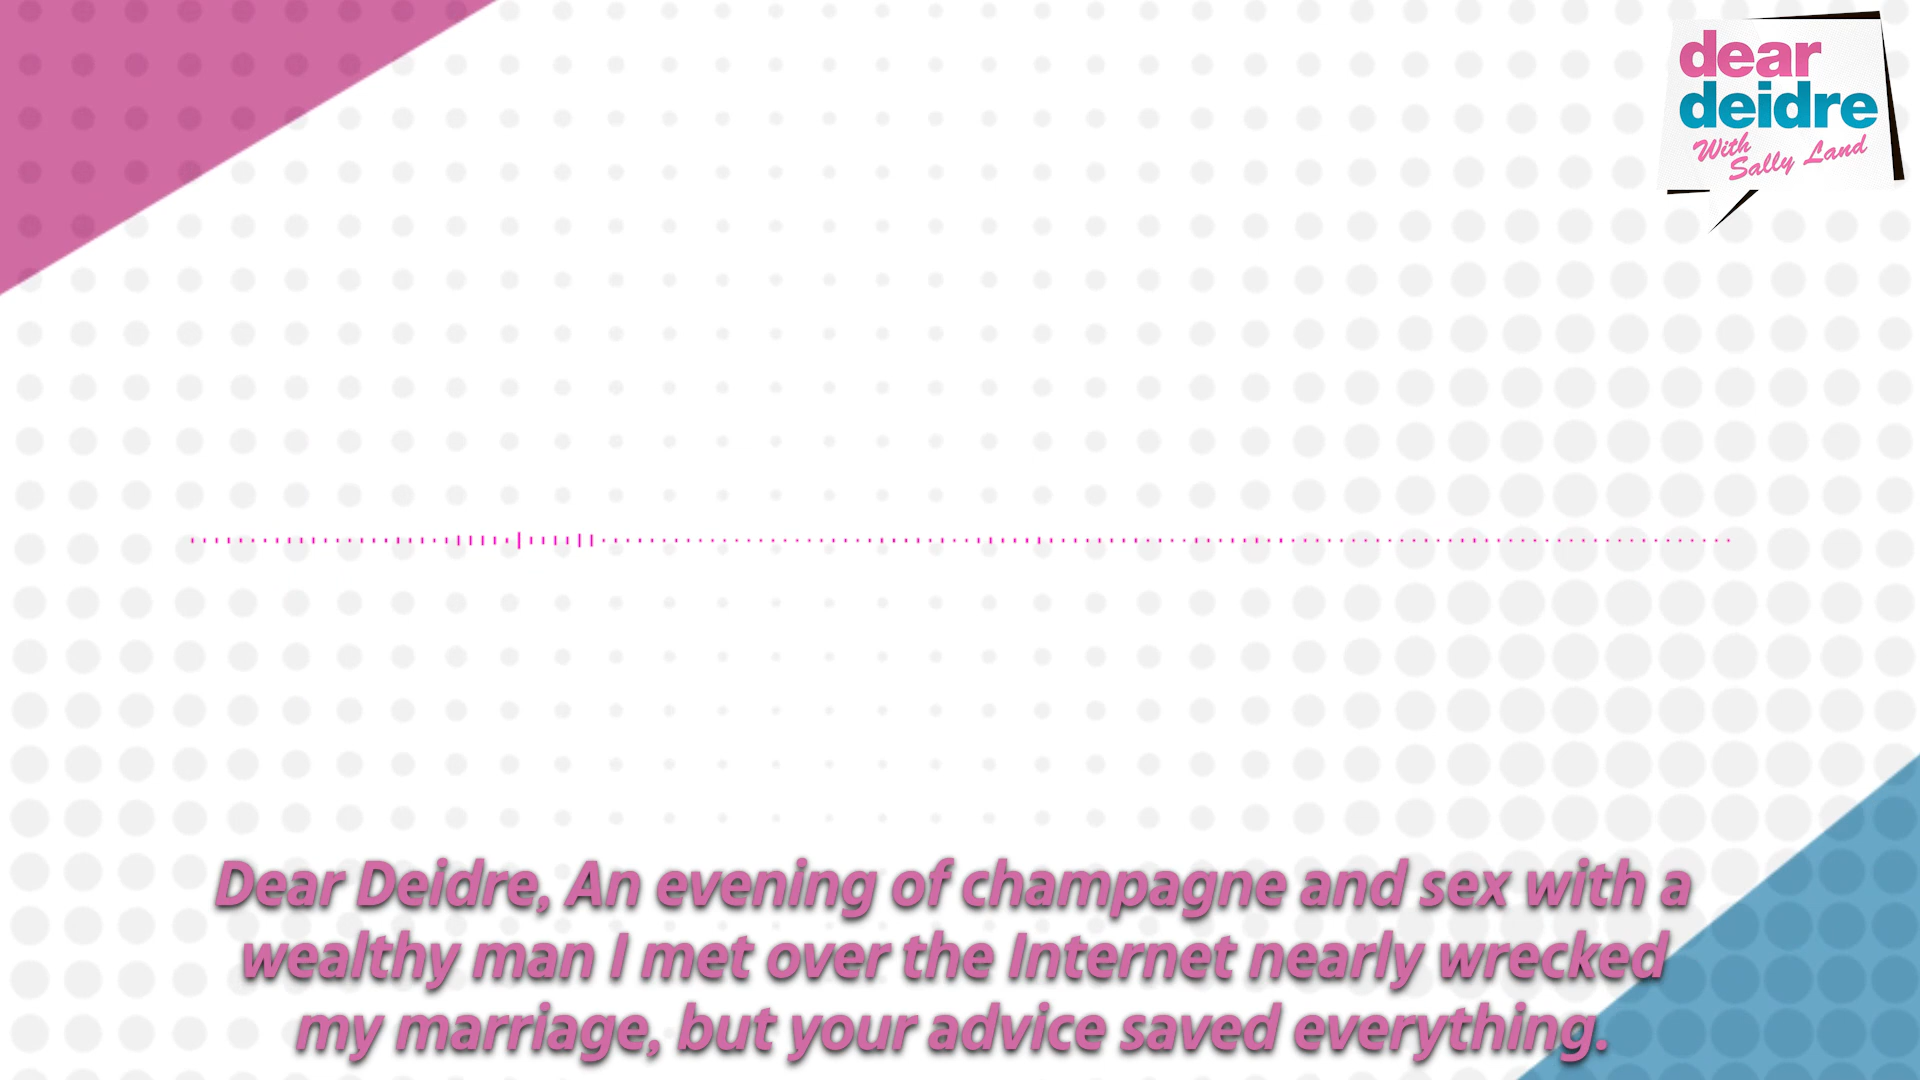 dear
deidre
With
Sally Land
Dear Deidre, An evening of champagne and sex with a
wealthy man I met over the Internet nearly wrecked
my marriage, but your advice saved everything.